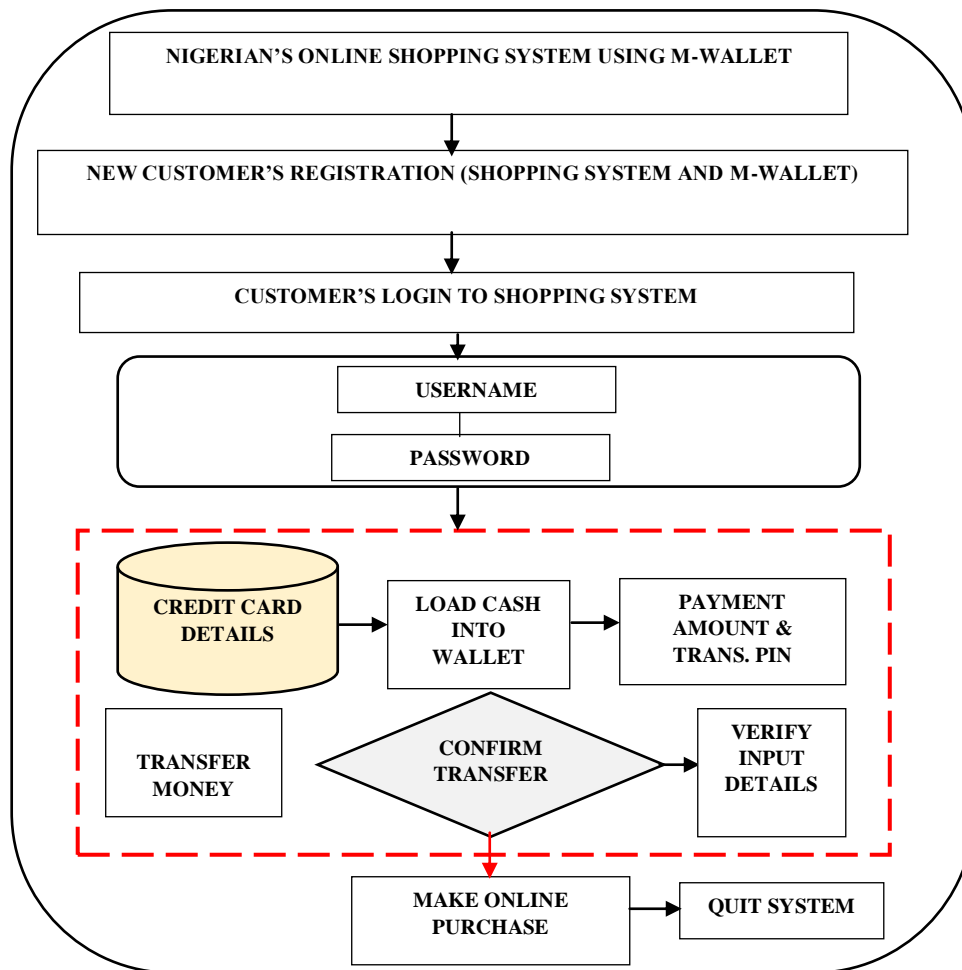 NIGERIAN’S ONLINE SHOPPING SYSTEM USING M-WALLET
NEW CUSTOMER’S REGISTRATION (SHOPPING SYSTEM AND M-WALLET)
CUSTOMER’S LOGIN TO SHOPPING SYSTEM
USERNAME
PASSWORD
CREDIT CARD
DETAILS
LOAD CASH
INTO
WALLET
PAYMENT
AMOUNT &
TRANS. PIN
TRANSFER
MONEY
CONFIRM
TRANSFER
VERIFY
INPUT
DETAILS
MAKE ONLINE
PURCHASE
QUIT SYSTEM